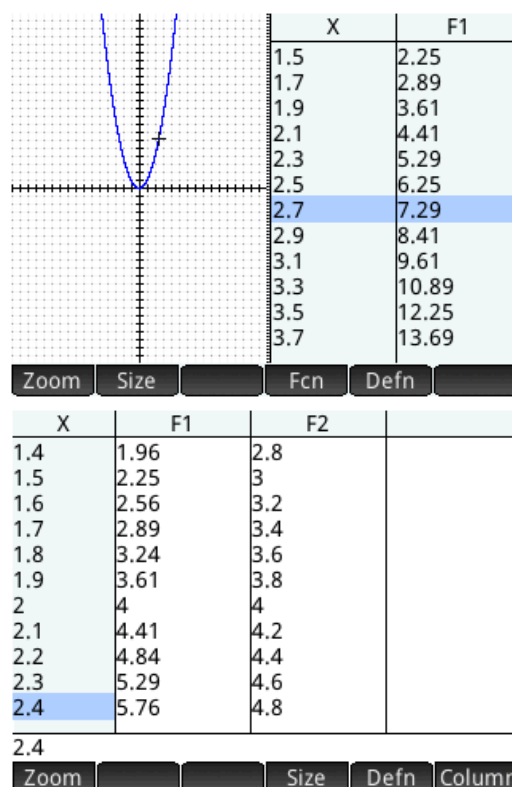 X F1
1.5 2.25
1.7 2.89
1.9 3.61
2.1 4.41
2.3 5.29
2.5 6.25
2.7 7.29
2.9 8.41
3.1 9.61
3.3 10.89
3.5 12.25
3.7 13.69
Zoom Size Fcn Defn
X F1 F2
1.4 1.96 2.8
1.5 2.25 3
1.6 2.56 3.2
1.7 2.89 3.4
1.8 3.24 3.6
1.9 3.61 3.8
2 4 4
2.1 4.41 4.2
2.2 4.84 4.4
2.3 5.29 4.6
2.4 5.76 4.8
2.4
Zoom Size Defn Column